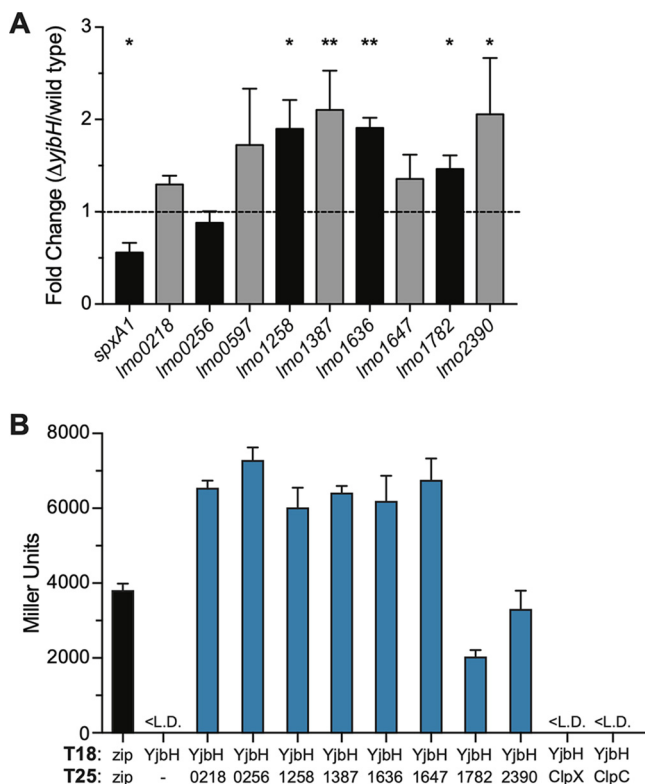 A
Fold Change (ΔyjbH/wild type)
3
2
1
0
* * ** ** * *
spxA1 lmo0218 lmo0256 lmo0597 lmo1258 lmo1387 lmo1636 lmo1647 lmo1782 lmo2390
B
Miller Units
8000
6000
4000
2000
0
<L.D. <L.D. <L.D.
T18: zip YjbH YjbH YjbH YjbH YjbH YjbH YjbH YjbH YjbH YjbH YjbH
T25: zip - 0218 0256 1258 1387 1636 1647 1782 2390 ClpX ClpC